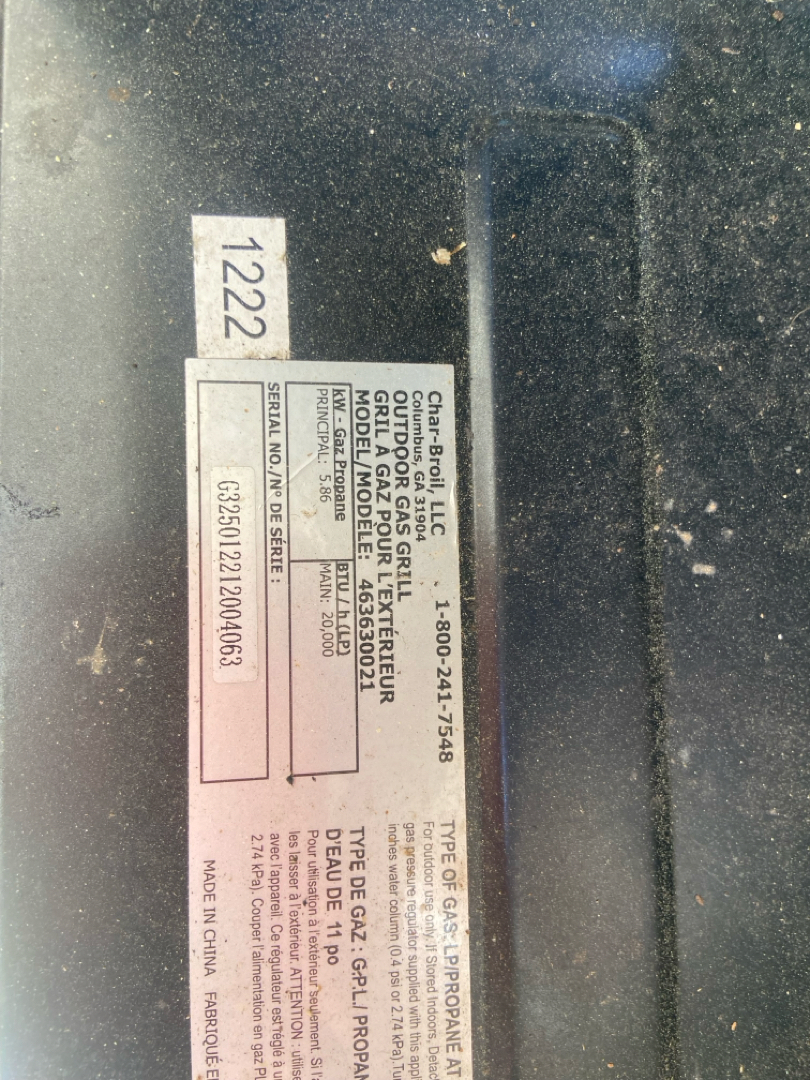 1222
Char-Broil, LLC 1-800-241-7548
Columbus, GA 31904
OUTDOOR GAS GRILL
GRIL À GAZ POUR L'EXTÉRIEUR
MODEL/MODÈLE: 463630021
kW - Gaz Propane BTU / h (LP)
PRINCIPAL: 5.86 MAIN: 20,000
SERIAL NO./N° DE SÉRIE :
G325012212004063
TYPE OF GAS: LP/PROPANE AT
For outdoor use only. If Stored Indoors, Detac
gas pressure regulator supplied with this appl
inches water column (0.4 psi or 2.74 kPa). Tu
TYPE DE GAZ : G.P.L./ PROPAN
D'EAU DE 11 po
Pour utilisation à l'extérieur seulement. Si l'
les laisser à l'extérieur. ATTENTION : utilise
avec l'appareil. Ce régulateur est réglé à u
2.74 kPa). Couper l'alimentation en gaz PL
MADE IN CHINA FABRIQUÉ E